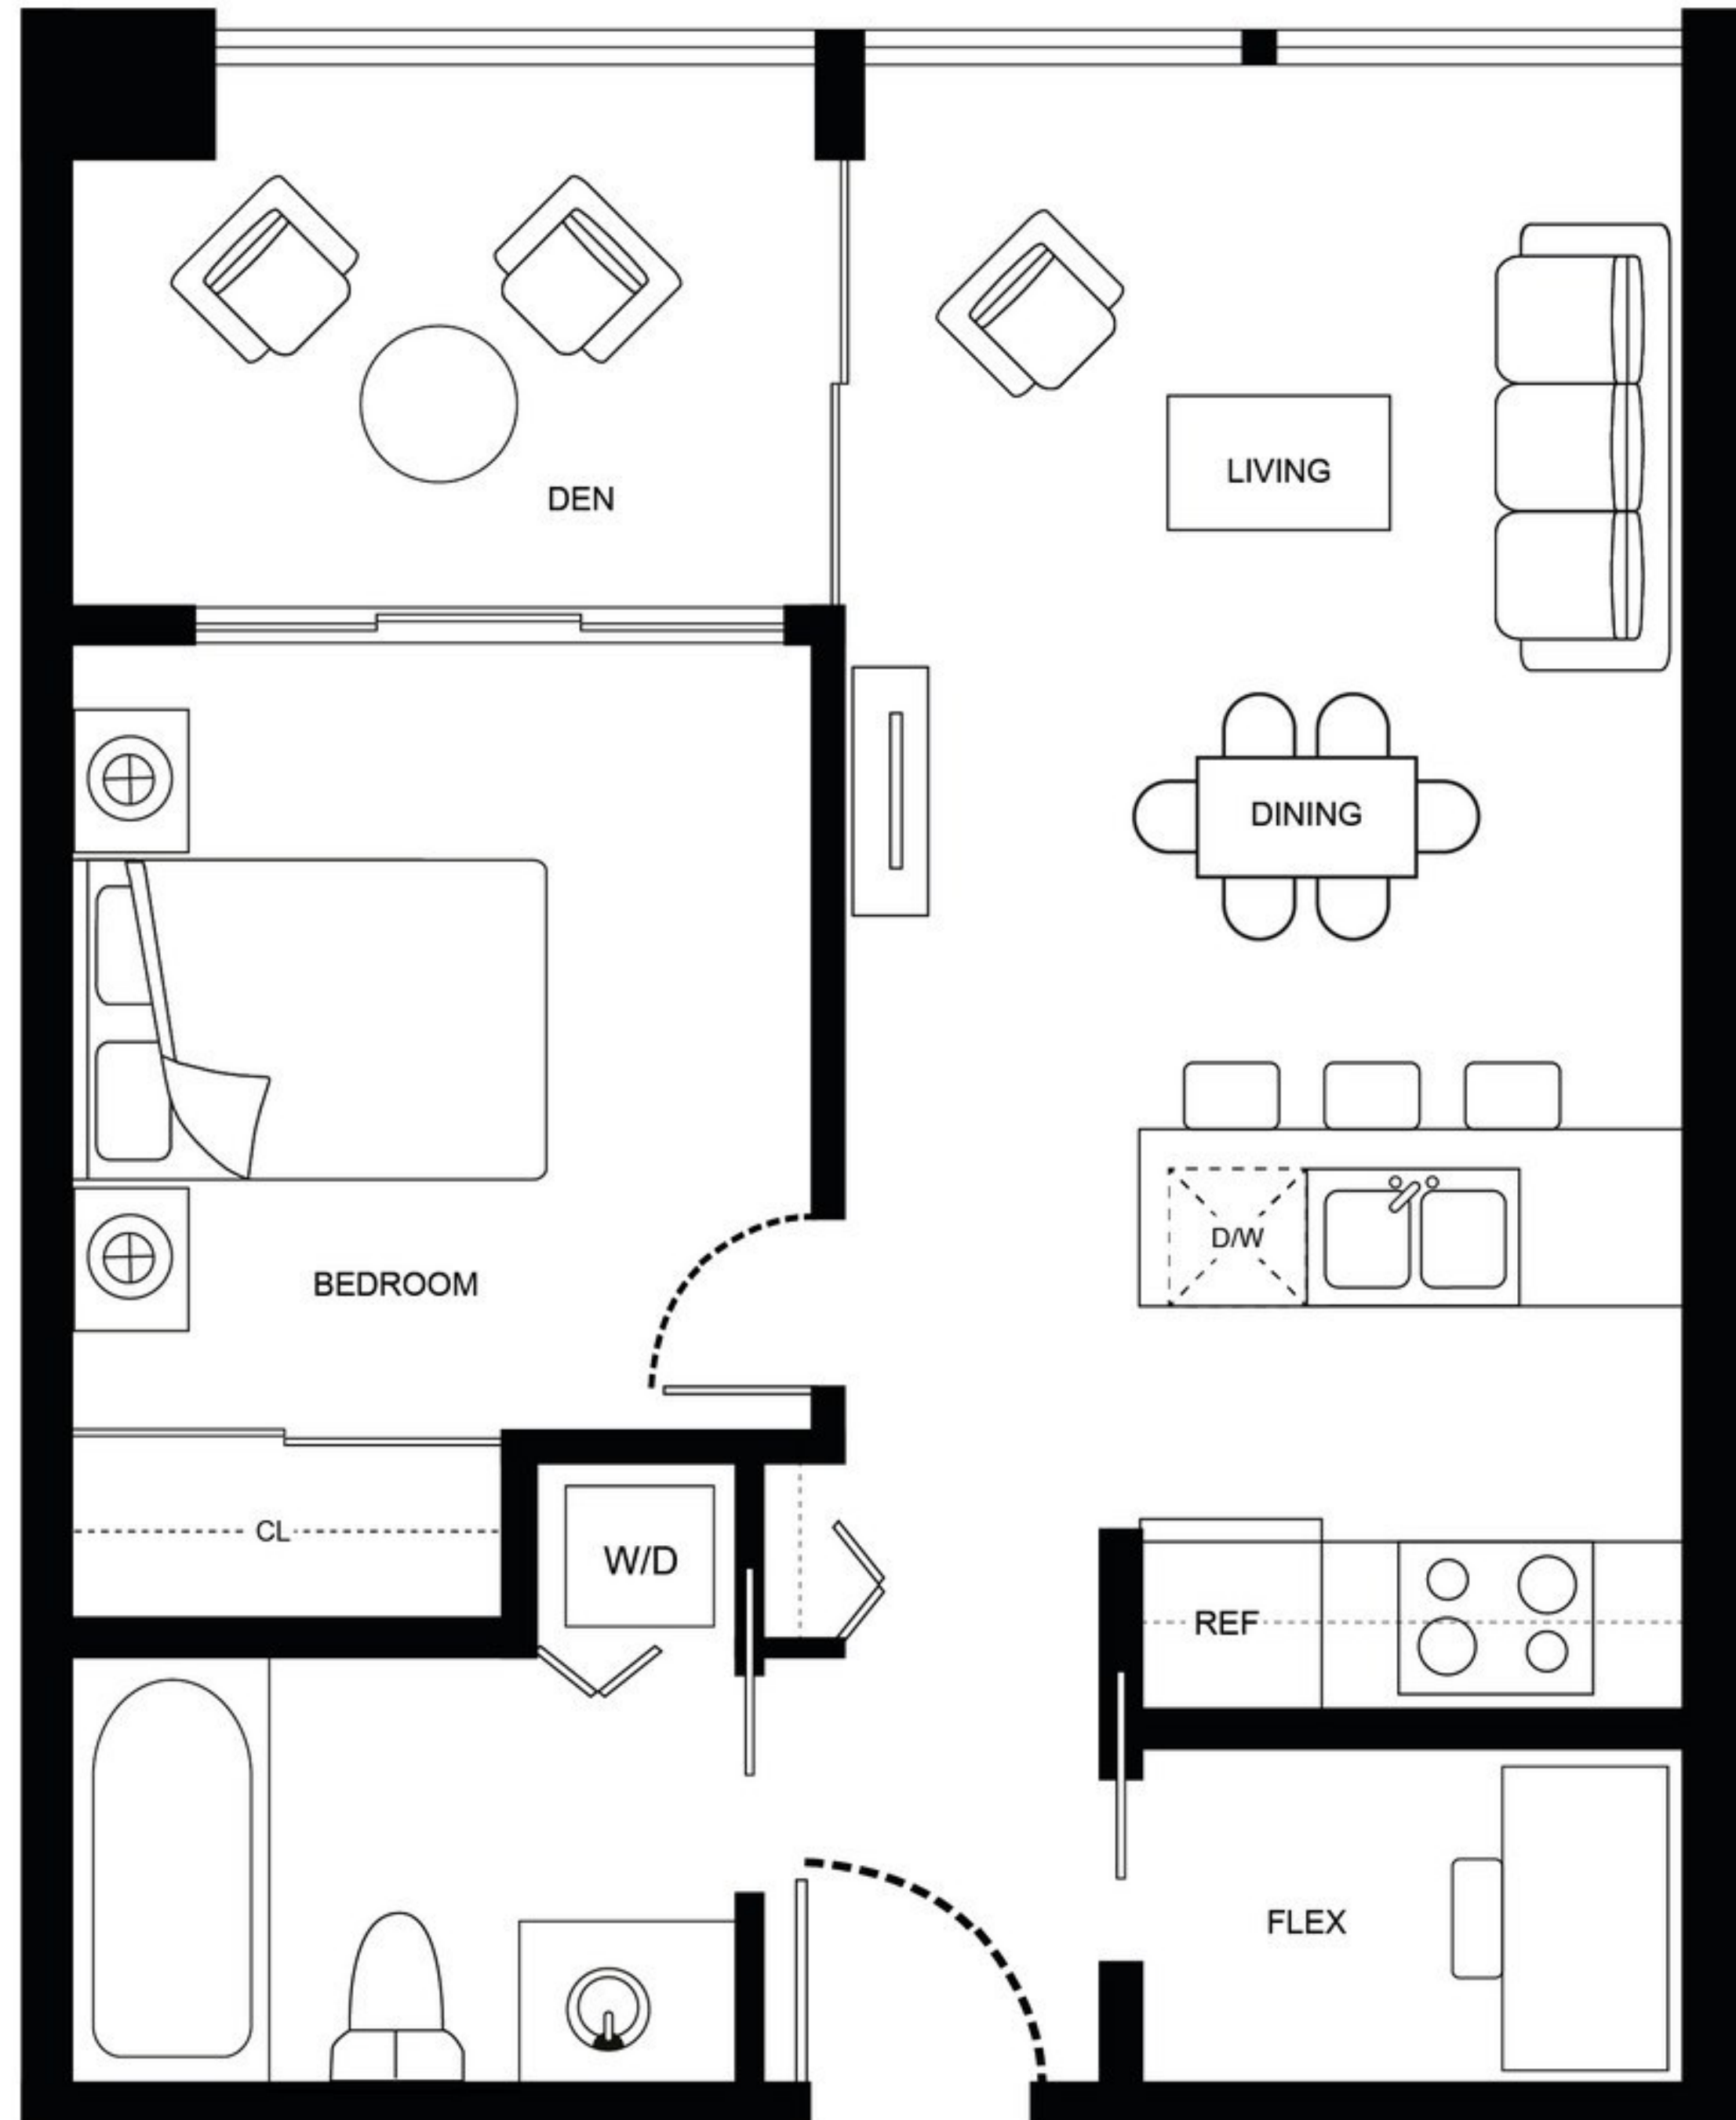 LIVING
DEN
DINING
D/W
BEDROOM
CL
W/D
REF
FLEX